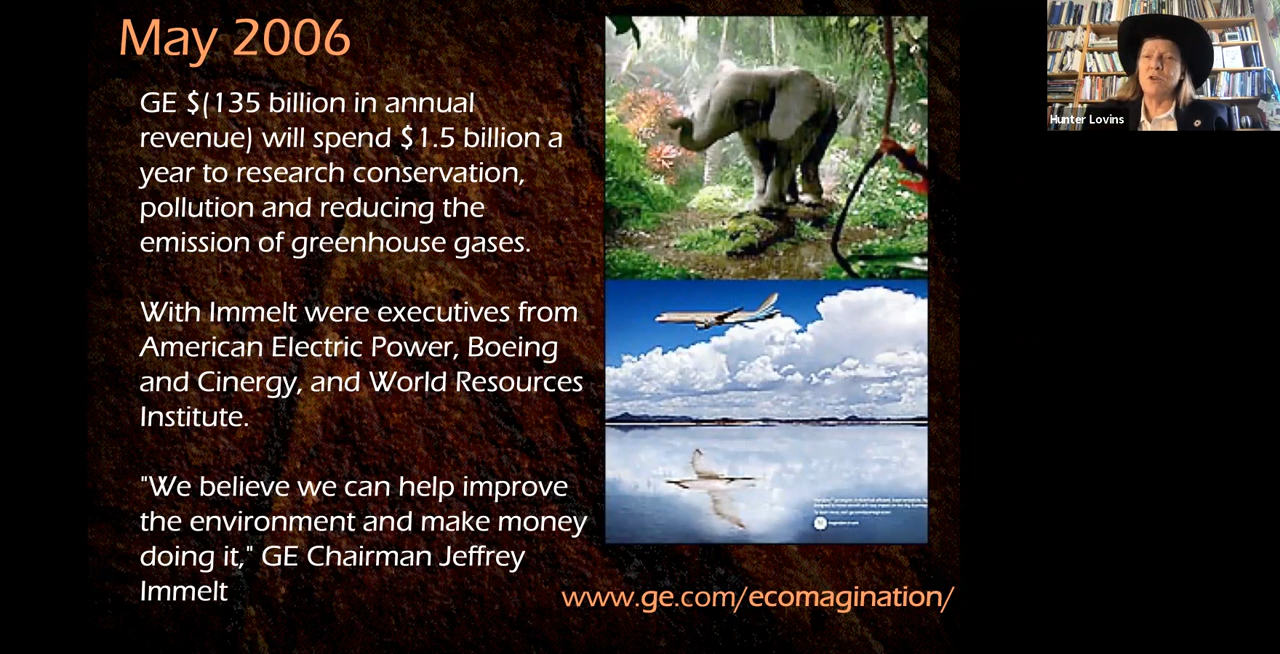 May 2006
GE $(135 billion in annual
revenue) will spend $1.5 billion a
year to research conservation,
pollution and reducing the
emission of greenhouse gases.
With Immelt were executives from
American Electric Power, Boeing
and Cinergy, and World Resources
Institute.
"We believe we can help improve
the environment and make money
doing it," GE Chairman Jeffrey
Immelt
www.ge.com/ecomagination/
Hunter Lovins